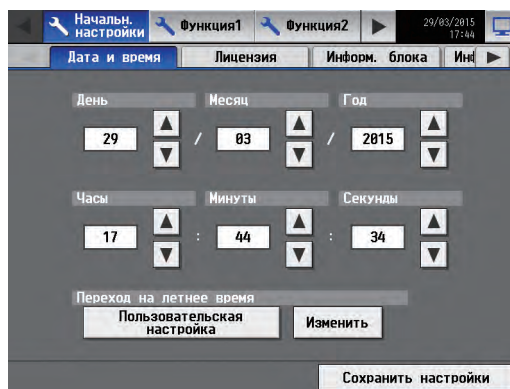 Начальн.
настройки
Функция1
Функция2
29/03/2015
17:44
Дата и время
Лицензия
Информ. блока
Инф
День
Месяц
Год
29 / 03 / 2015
Часы
Минуты
Секунды
17 : 44 : 34
Переход на летнее время
Пользовательская
настройка
Изменить
Сохранить настройки